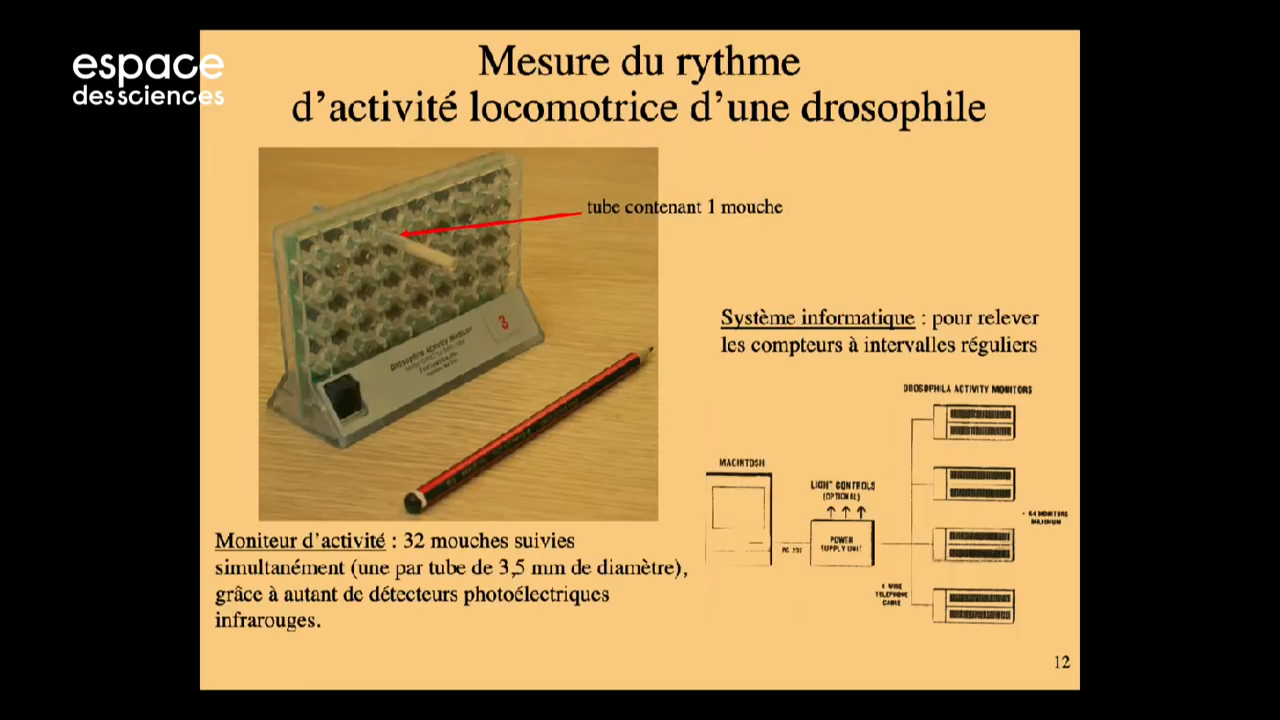 espace
des sciences
Mesure du rythme
d'activité locomotrice d'une drosophile
tube contenant 1 mouche
3
Système informatique : pour relever
les compteurs à intervalles réguliers
DROSOPHILA ACTIVITY MONITORS
MACINTOSH
LIGHT CONTROLS
(OPTIONAL)
POWER
SUPPLY UNIT
64 MONITORS
MAXIMUM
4 WIRE
TELEPHONE
CABLE
Moniteur d'activité : 32 mouches suivies
simultanément (une par tube de 3,5 mm de diamètre),
grâce à autant de détecteurs photoélectriques
infrarouges.
12